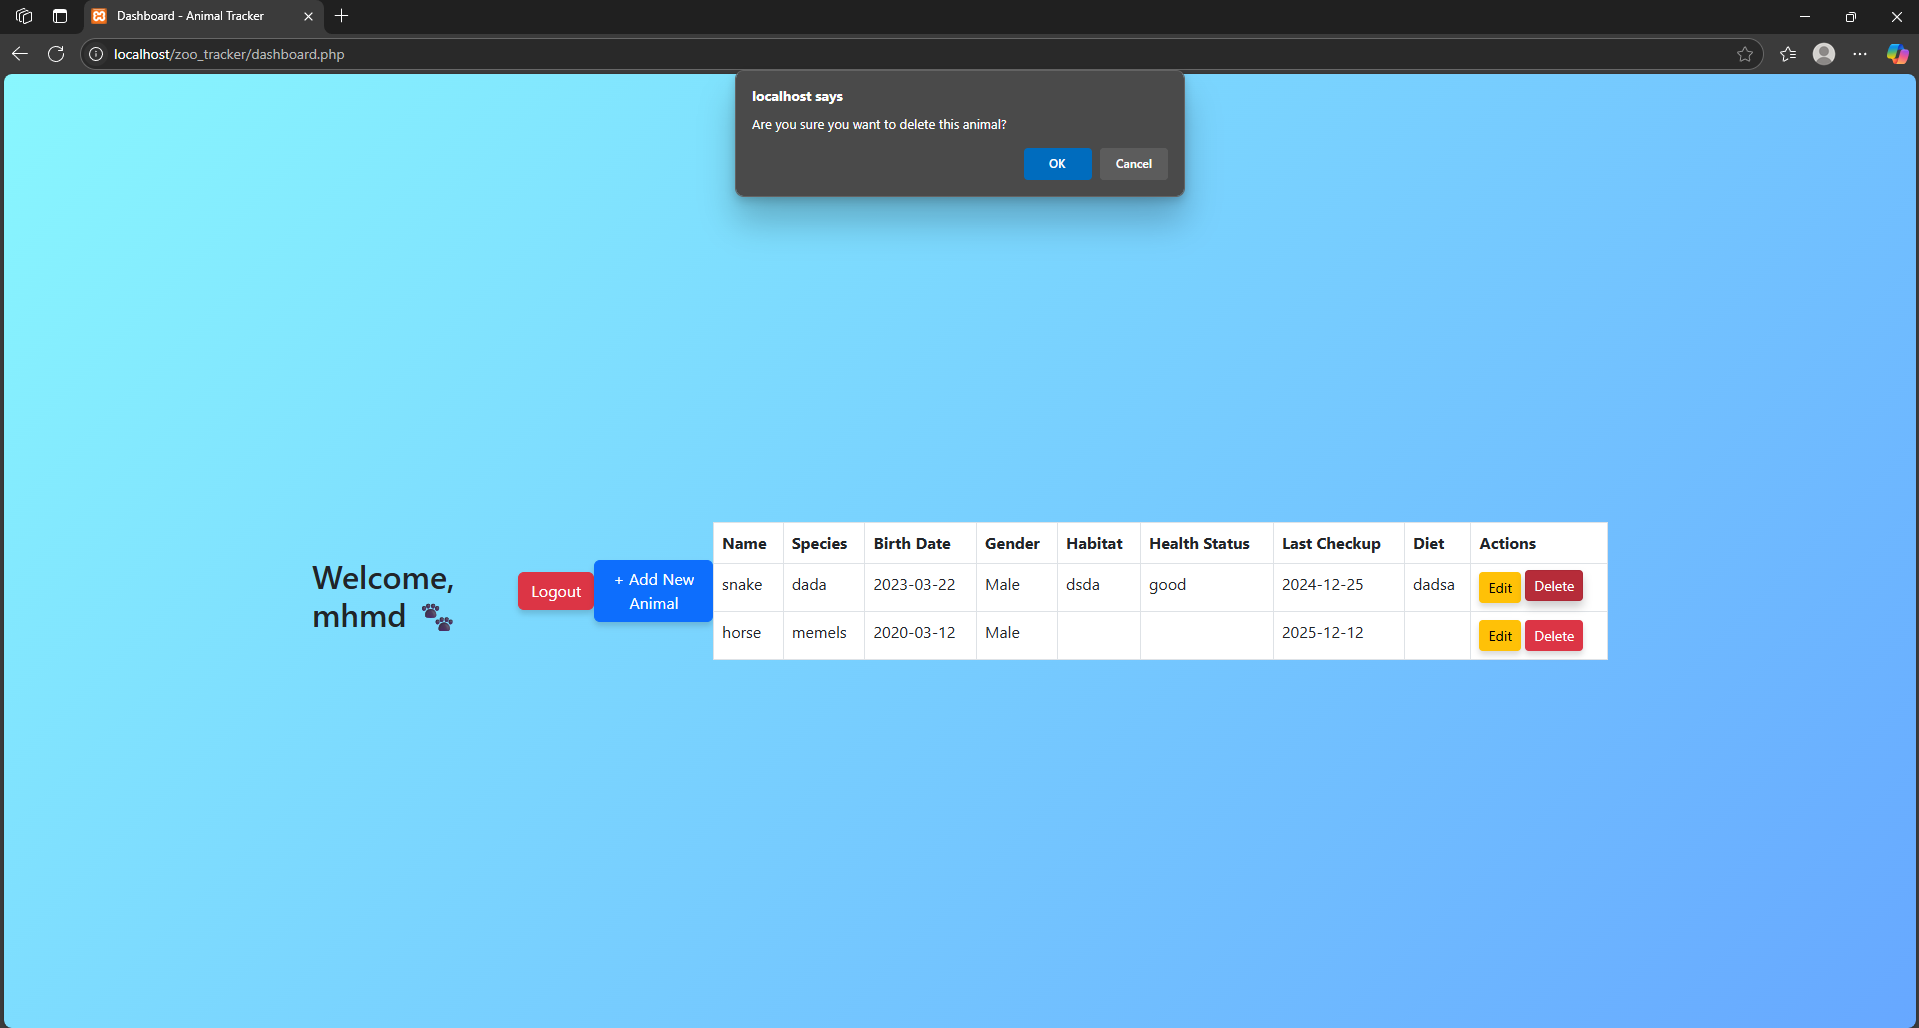 Dashboard - Animal Tracker
localhost/zoo_tracker/dashboard.php
localhost says
Are you sure you want to delete this animal?
OK Cancel
Welcome,
mhmd
Logout
+ Add New
Animal
Name Species Birth Date Gender Habitat Health Status Last Checkup Diet Actions
snake dada 2023-03-22 Male dsda good 2024-12-25 dadsa Edit Delete
horse memels 2020-03-12 Male 2025-12-12 Edit Delete